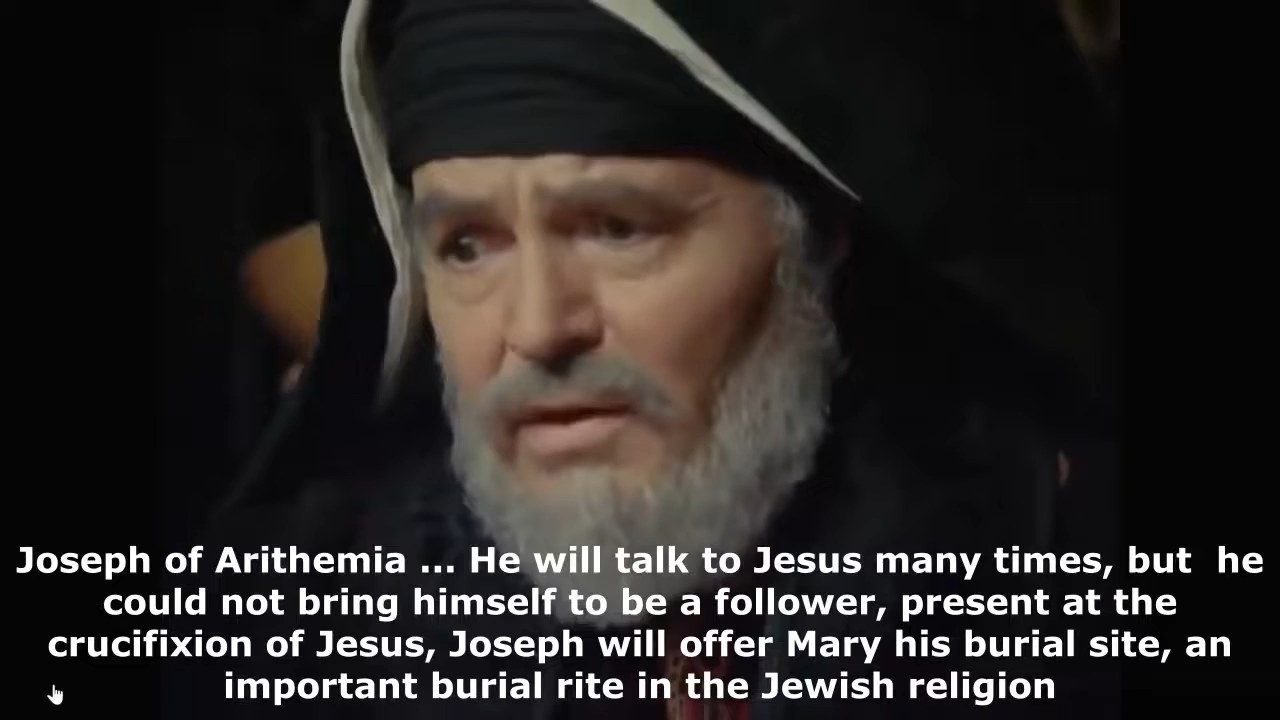 Joseph of Arithemia ... He will talk to Jesus many times, but  he
could not bring himself to be a follower, present at the
crucifixion of Jesus, Joseph will offer Mary his burial site, an
important burial rite in the Jewish religion